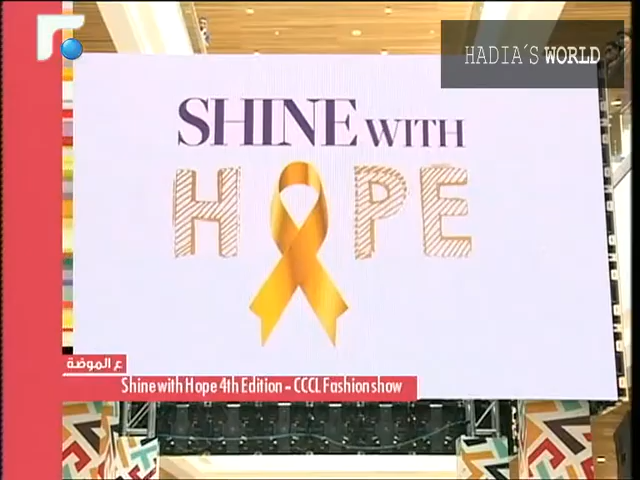 HADIA'S WORLD
SHINE WITH
HOPE
ع الموضة
Shine with Hope 4th Edition - CCCL Fashion show